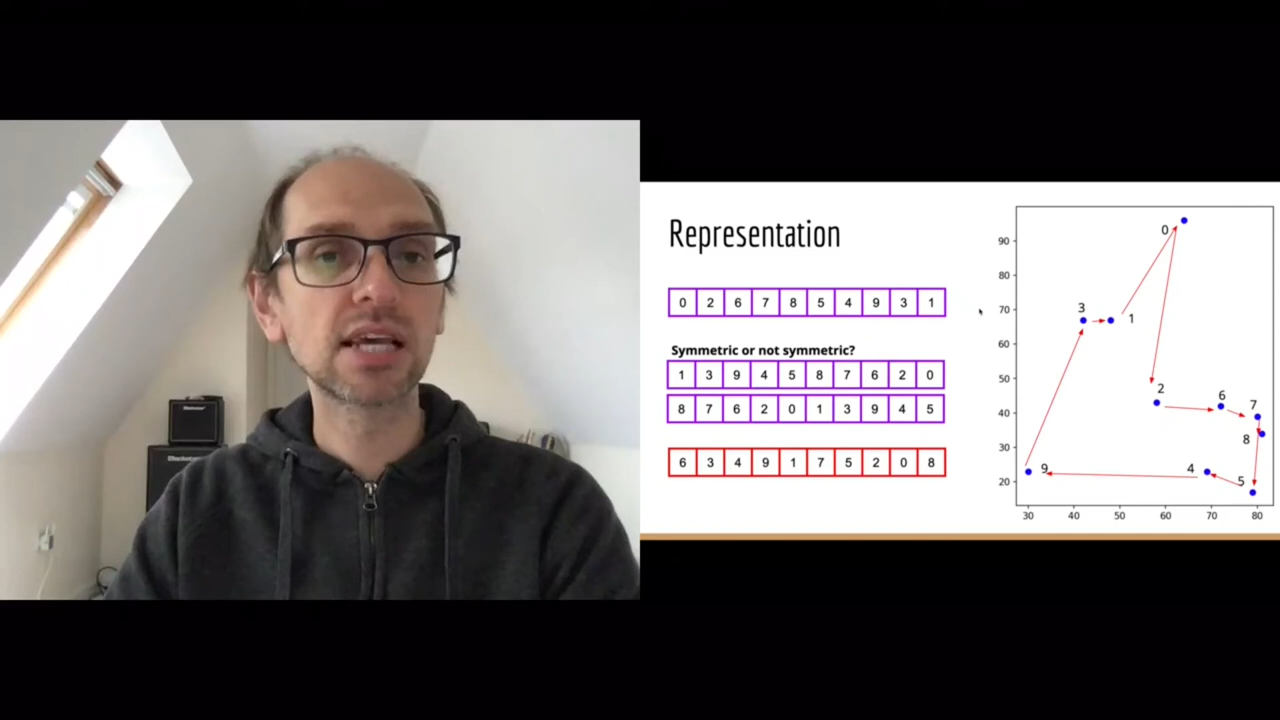 Representation
0 2 6 7 8 5 4 9 3 1
Symmetric or not symmetric?
1 3 9 4 5 8 7 6 2 0
8 7 6 2 0 1 3 9 4 5
6 3 4 9 1 7 5 2 0 8
90
80
70
60
50
40
30
20
30 40 50 60 70 80
0
3
1
2
6
7
8
9
4
5